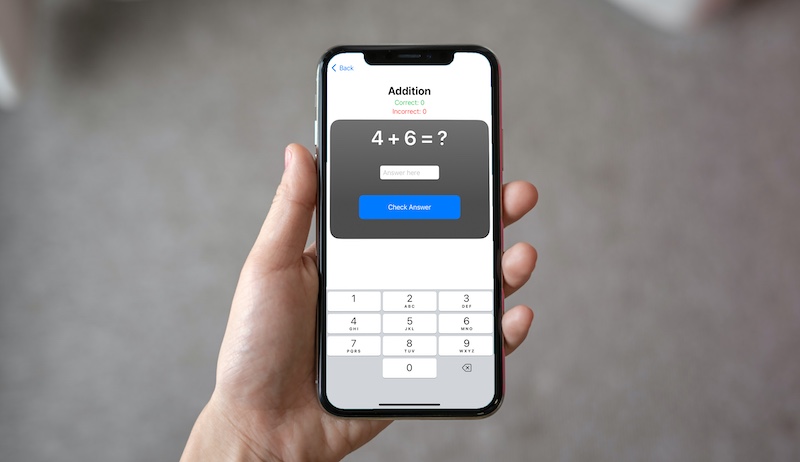 Back
Addition
Correct: 0
Incorrect: 0
4 + 6 = ?
Answer here
Check Answer
1 2 3
ABC DEF
4 5 6
GHI JKL MNO
7 8 9
PQRS TUV WXYZ
0